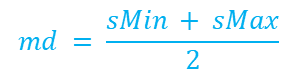 md = (sMin + sMax) / 2